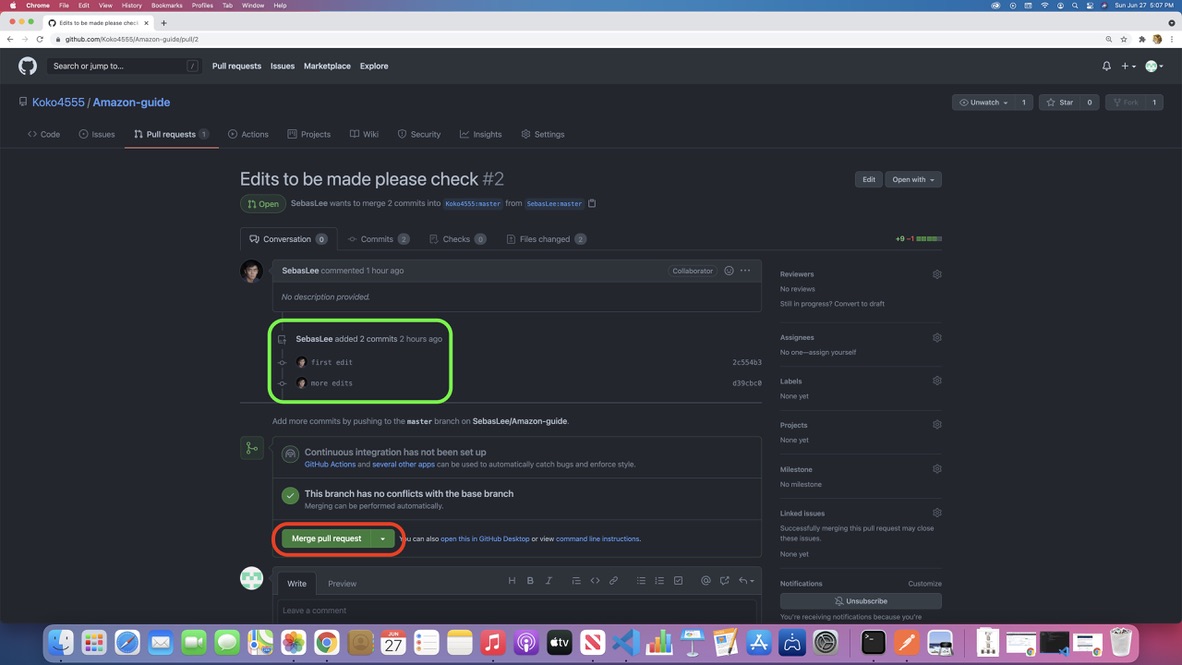 Chrome File Edit View History Bookmarks Profiles Tab Window Help
Sun Jun 27 5:07 PM
Edits to be made please check
github.com/Koko4555/Amazon-guide/pull/2
Search or jump to... /
Pull requests Issues Marketplace Explore
Koko4555 / Amazon-guide
Unwatch 1 Star 0 Fork 1
Code Issues Pull requests 1 Actions Projects Wiki Security Insights Settings
Edits to be made please check #2
Edit Open with
Open SebasLee wants to merge 2 commits into Koko4555:master from SebasLee:master
Conversation 0 Commits 2 Checks 0 Files changed 2
+9 −1
SebasLee commented 1 hour ago Collaborator
No description provided.
SebasLee added 2 commits 2 hours ago
first edit 2c554b3
more edits d39cbc0
Add more commits by pushing to the master branch on SebasLee/Amazon-guide.
Continuous integration has not been set up
GitHub Actions and several other apps can be used to automatically catch bugs and enforce style.
This branch has no conflicts with the base branch
Merging can be performed automatically.
Merge pull request You can also open this in GitHub Desktop or view command line instructions.
Write Preview
H B I
Leave a comment
Reviewers
No reviews
Still in progress? Convert to draft
Assignees
No one—assign yourself
Labels
None yet
Projects
None yet
Milestone
No milestone
Linked issues
Successfully merging this pull request may close
these issues.
None yet
Notifications Customize
Unsubscribe
You're receiving notifications because you're
JUN
27
tv